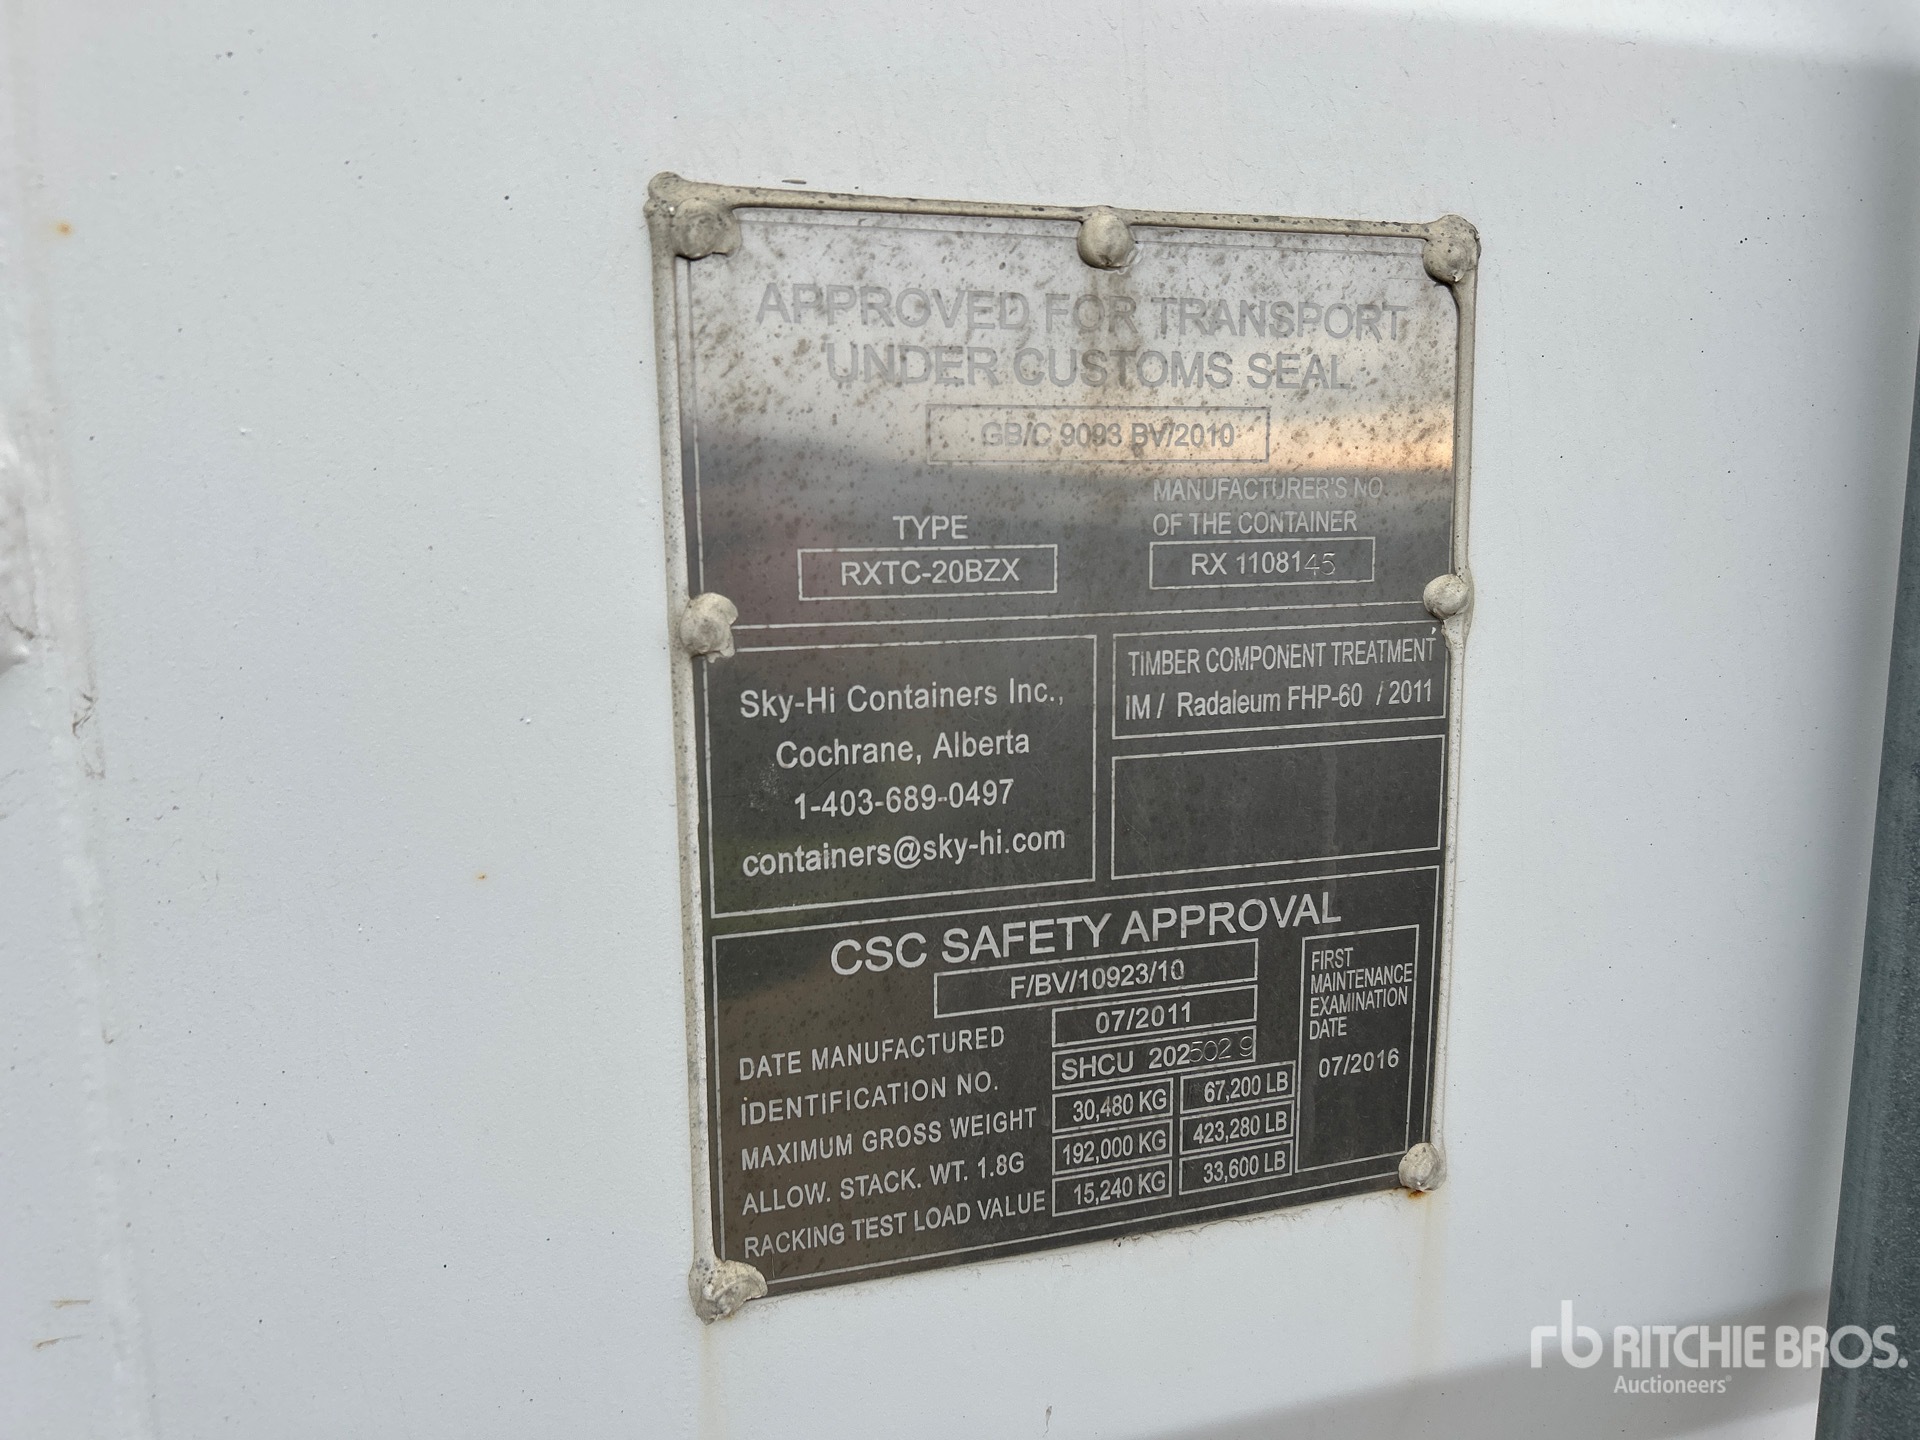 APPROVED FOR TRANSPORT
UNDER CUSTOMS SEAL
GB/C 9093 BV/2010
TYPE
RXTC-20BZX
MANUFACTURER'S NO.
OF THE CONTAINER
RX 1108145
Sky-Hi Containers Inc.,
Cochrane, Alberta
1-403-689-0497
containers@sky-hi.com
TIMBER COMPONENT TREATMENT
IM / Radaleum FHP-60 / 2011
CSC SAFETY APPROVAL
F/BV/10923/10
DATE MANUFACTURED 07/2011
IDENTIFICATION NO. SHCU 202502 9
MAXIMUM GROSS WEIGHT 30,480 KG 67,200 LB
ALLOW. STACK. WT. 1.8G 192,000 KG 423,280 LB
RACKING TEST LOAD VALUE 15,240 KG 33,600 LB
FIRST
MAINTENANCE
EXAMINATION
DATE
07/2016
rb RITCHIE BROS.
Auctioneers